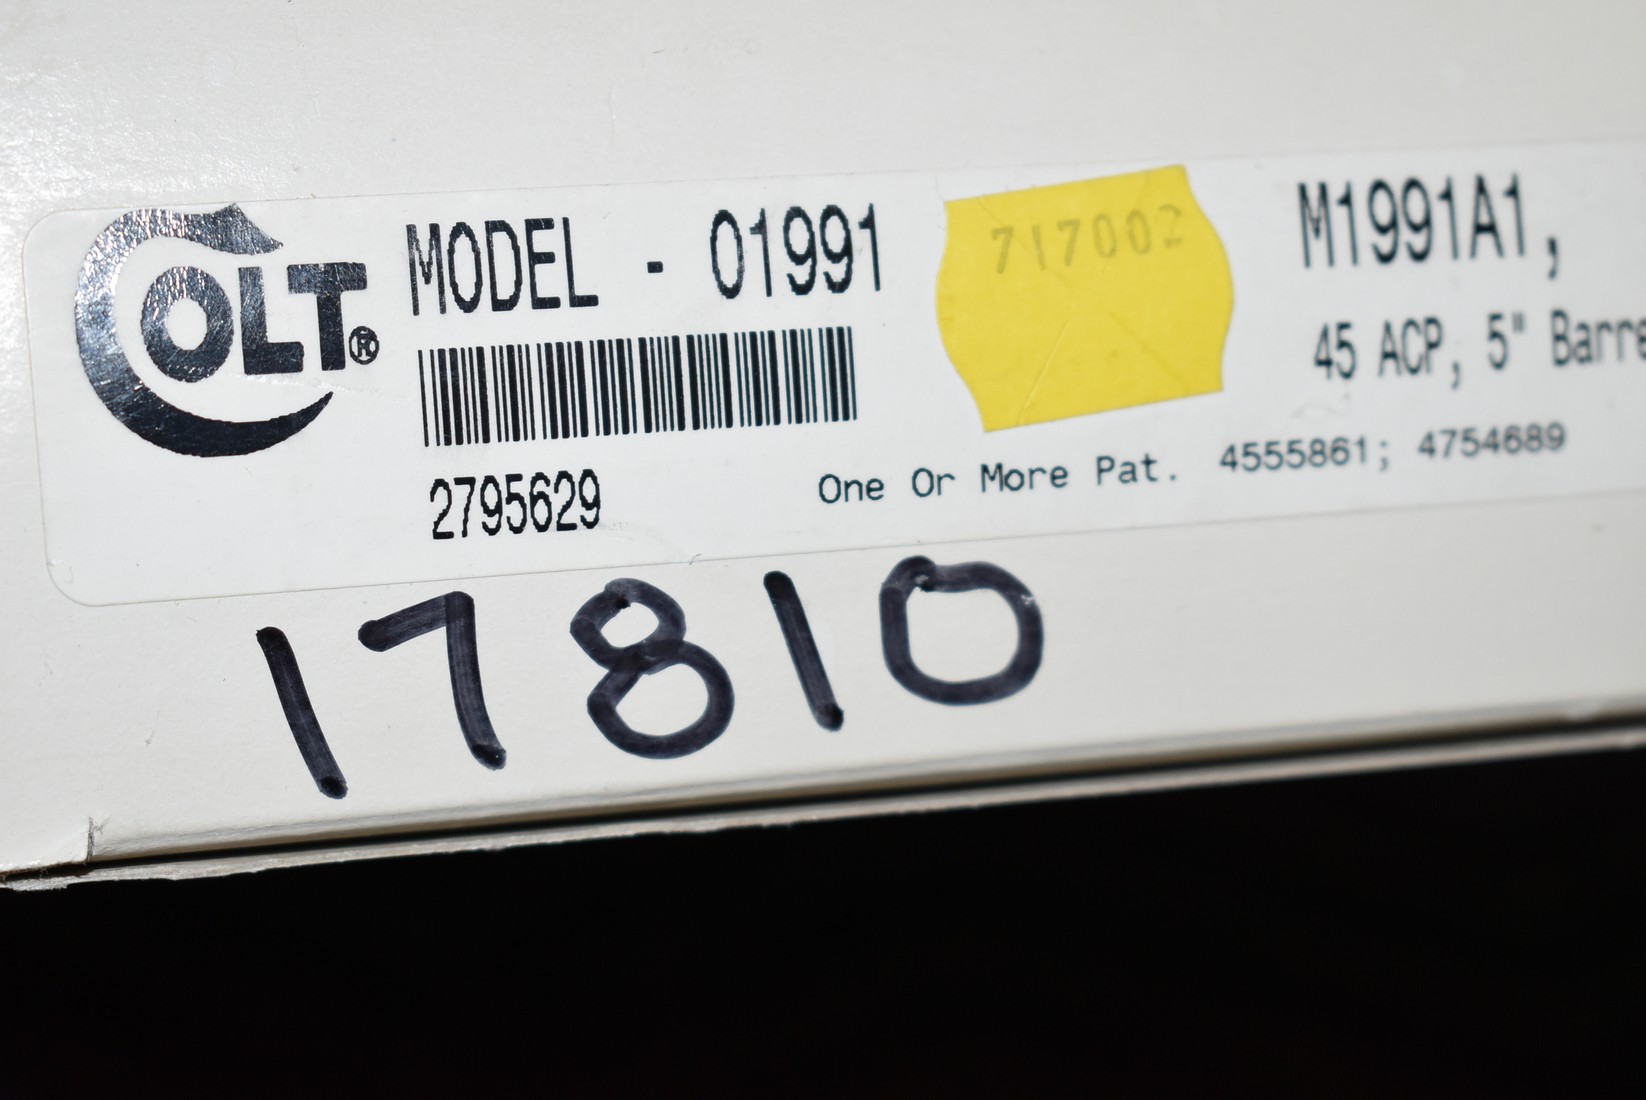 COLT®
MODEL - 01991
717002
M1991A1,
45 ACP, 5" Barre
2795629
One Or More Pat. 4555861; 4754689
17810